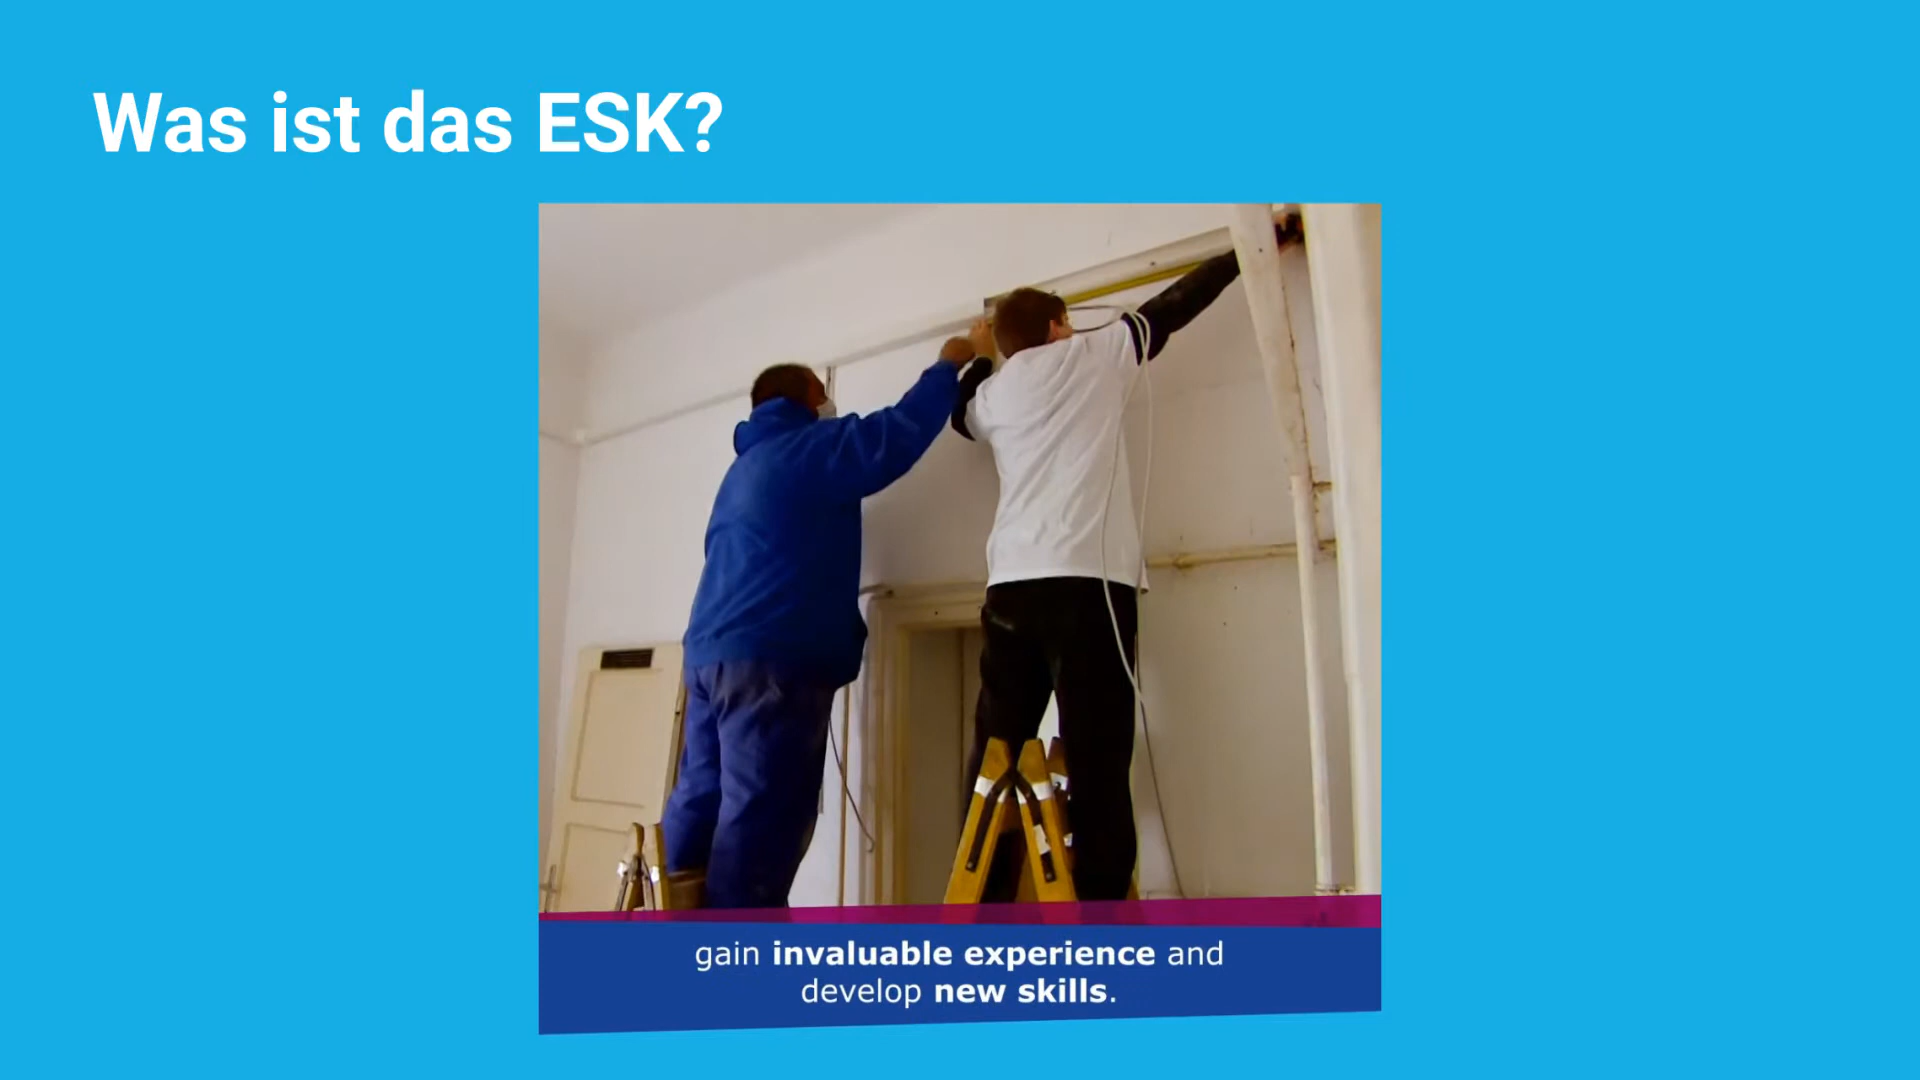 Was ist das ESK?
gain invaluable experience and
develop new skills.